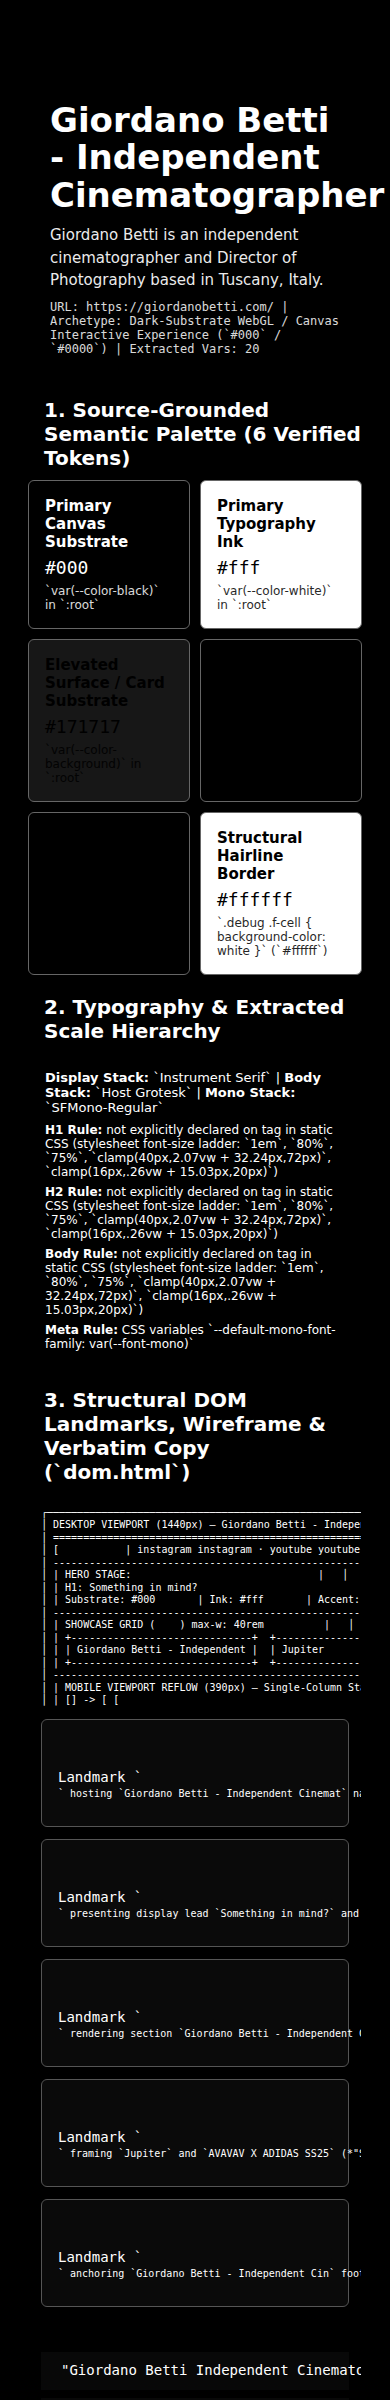 Giordano Betti
- Independent
Cinematographer
Giordano Betti is an independent
cinematographer and Director of
Photography based in Tuscany, Italy.
URL: https://giordanobetti.com/ |
Archetype: Dark-Substrate WebGL / Canvas
Interactive Experience (`#000` /
`#0000`) | Extracted Vars: 20
1. Source-Grounded
Semantic Palette (6 Verified
Tokens)
Primary
Canvas
Substrate
#000
`var(--color-black)`
in `:root`
Primary
Typography
Ink
#fff
`var(--color-white)`
in `:root`
Elevated
Surface / Card
Substrate
#171717
`var(--color-
background)` in
`:root`
Structural
Hairline
Border
#ffffff
`.debug .f-cell {
background-color:
white }` (`#ffffff`)
2. Typography & Extracted
Scale Hierarchy
Display Stack: `Instrument Serif` | Body
Stack: `Host Grotesk` | Mono Stack:
`SFMono-Regular`
H1 Rule: not explicitly declared on tag in static
CSS (stylesheet font-size ladder: `1em`, `80%`,
`75%`, `clamp(40px,2.07vw + 32.24px,72px)`,
`clamp(16px,.26vw + 15.03px,20px)`)
H2 Rule: not explicitly declared on tag in static
CSS (stylesheet font-size ladder: `1em`, `80%`,
`75%`, `clamp(40px,2.07vw + 32.24px,72px)`,
`clamp(16px,.26vw + 15.03px,20px)`)
Body Rule: not explicitly declared on tag in
static CSS (stylesheet font-size ladder: `1em`,
`80%`, `75%`, `clamp(40px,2.07vw +
32.24px,72px)`, `clamp(16px,.26vw +
15.03px,20px)`)
Meta Rule: CSS variables `--default-mono-font-
family: var(--font-mono)`
3. Structural DOM
Landmarks, Wireframe &
Verbatim Copy
(`dom.html`)
DESKTOP VIEWPORT (1440px) — Giordano Betti - Indepe
[ | instagram instagram · youtube youtube
| HERO STAGE: | |
| H1: Something in mind?
| Substrate: #000 | Ink: #fff | Accent:
| SHOWCASE GRID ( ) max-w: 40rem | |
| +------------------------------+ +--------------
| | Giordano Betti - Independent | | Jupiter
| +------------------------------+ +--------------
| MOBILE VIEWPORT REFLOW (390px) — Single-Column St
| [] -> [ [
Landmark `
` hosting `Giordano Betti - Independent Cinemat` na
Landmark `
` presenting display lead `Something in mind?` and
Landmark `
` rendering section `Giordano Betti - Independent
Landmark `
` framing `Jupiter` and `AVAVAV X ADIDAS SS25` (*"
Landmark `
` anchoring `Giordano Betti - Independent Cin` foo
"Giordano Betti Independent Cinemato